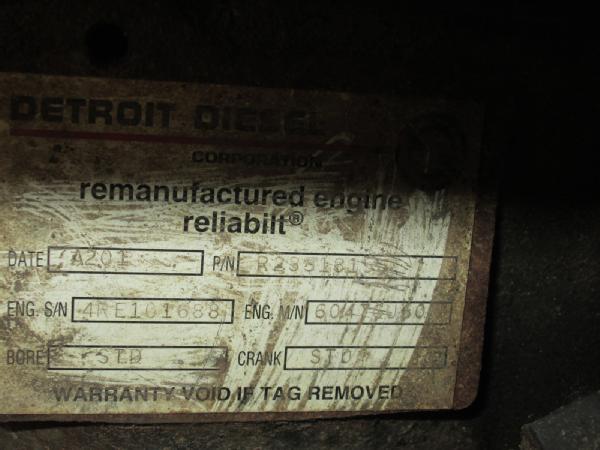 DETROIT DIESEL
CORPORATION
remanufactured engine
reliabilt®
DATE A201 P/N
ENG. S/N 4RE101688 ENG. M/N
BORE STD CRANK STD
WARRANTY VOID IF TAG REMOVED